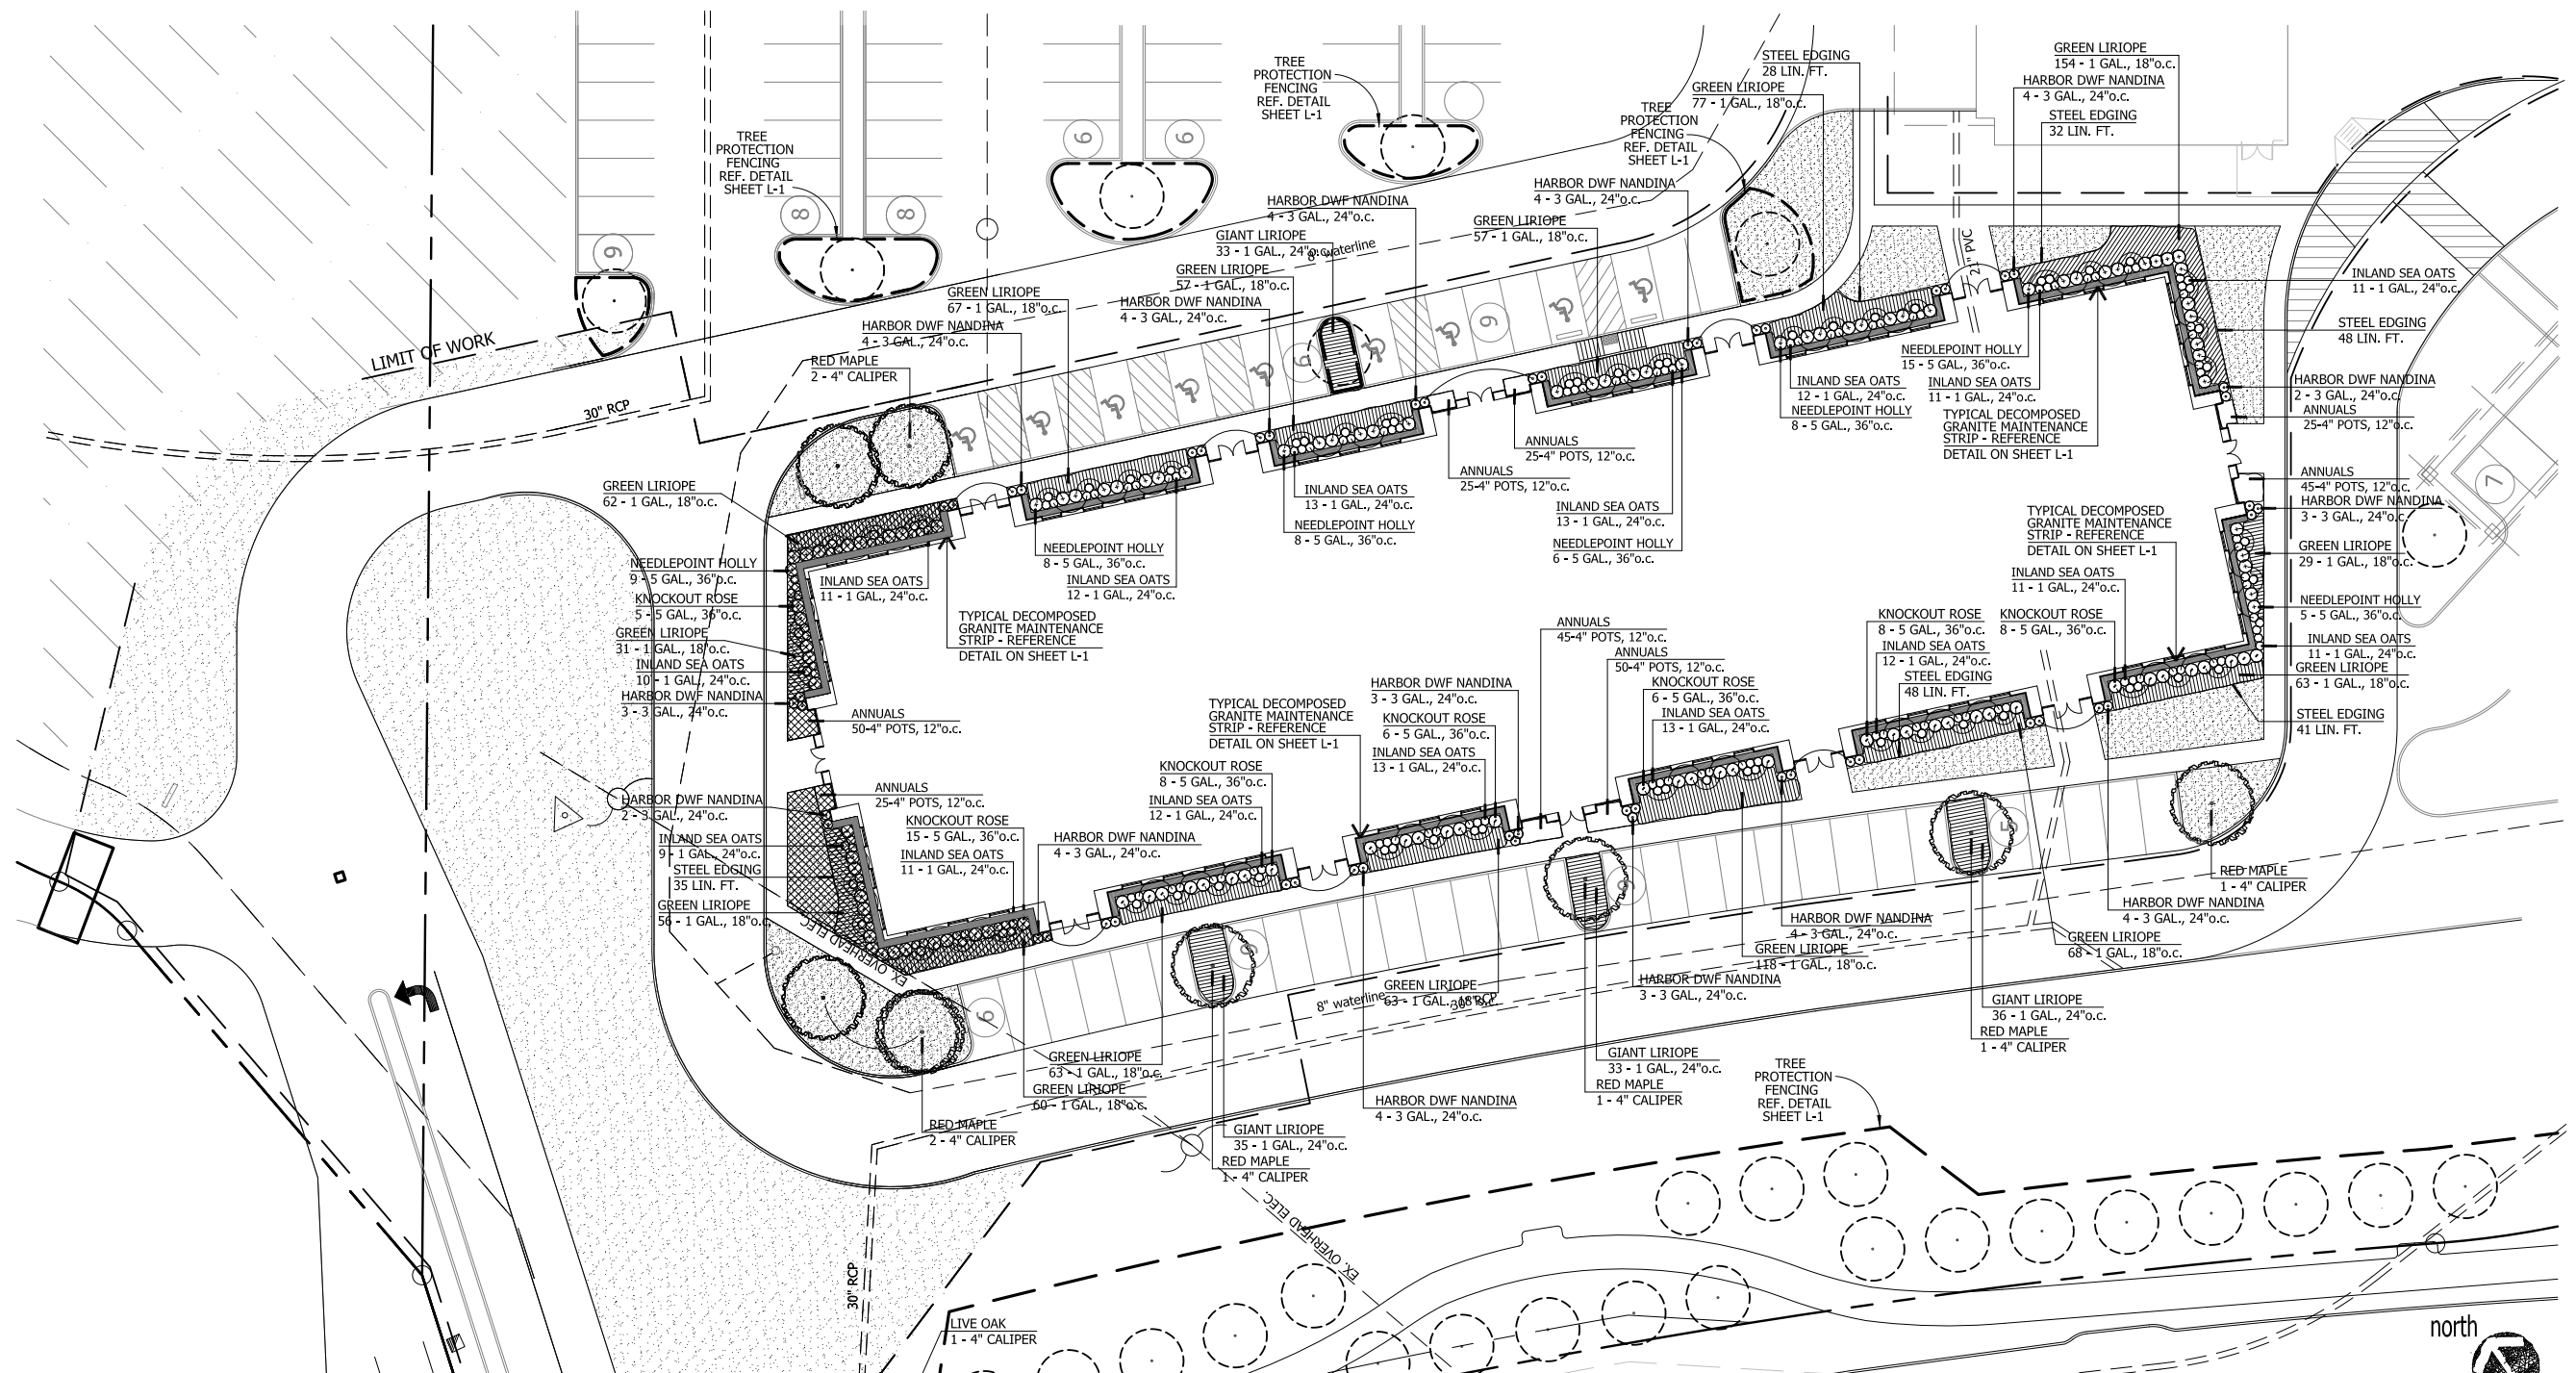 GREEN LIRIOPE
154 - 1 GAL., 18"o.c.
HARBOR DWF NANDINA
4 - 3 GAL., 24"o.c.
STEEL EDGING
32 LIN. FT.
STEEL EDGING
28 LIN. FT.
GREEN LIRIOPE
77 - 1 GAL., 18"o.c.
TREE
PROTECTION
FENCING
REF. DETAIL
SHEET L-1
TREE
PROTECTION
FENCING
REF. DETAIL
SHEET L-1
TREE
PROTECTION
FENCING
REF. DETAIL
SHEET L-1
9
8
8
6
6
HARBOR DWF NANDINA
4 - 3 GAL., 24"o.c.
HARBOR DWF NANDINA
4 - 3 GAL., 24"o.c.
GREEN LIRIOPE
57 - 1 GAL., 18"o.c.
GIANT LIRIOPE
33 - 1 GAL., 24"o.c.
8" waterline
GREEN LIRIOPE
57 - 1 GAL., 18"o.c.
HARBOR DWF NANDINA
4 - 3 GAL., 24"o.c.
GREEN LIRIOPE
67 - 1 GAL., 18"o.c.
HARBOR DWF NANDINA
4 - 3 GAL., 24"o.c.
RED MAPLE
2 - 4" CALIPER
LIMIT OF WORK
30" RCP
21" PVC
9
INLAND SEA OATS
11 - 1 GAL., 24"o.c.
STEEL EDGING
48 LIN. FT.
HARBOR DWF NANDINA
2 - 3 GAL., 24"o.c.
ANNUALS
25-4" POTS, 12"o.c.
NEEDLEPOINT HOLLY
15 - 5 GAL., 36"o.c.
INLAND SEA OATS
11 - 1 GAL., 24"o.c.
TYPICAL DECOMPOSED
GRANITE MAINTENANCE
STRIP - REFERENCE
DETAIL ON SHEET L-1
INLAND SEA OATS
12 - 1 GAL., 24"o.c.
NEEDLEPOINT HOLLY
8 - 5 GAL., 36"o.c.
ANNUALS
25-4" POTS, 12"o.c.
ANNUALS
25-4" POTS, 12"o.c.
INLAND SEA OATS
13 - 1 GAL., 24"o.c.
NEEDLEPOINT HOLLY
8 - 5 GAL., 36"o.c.
INLAND SEA OATS
13 - 1 GAL., 24"o.c.
NEEDLEPOINT HOLLY
6 - 5 GAL., 36"o.c.
ANNUALS
45-4" POTS, 12"o.c.
HARBOR DWF NANDINA
3 - 3 GAL., 24"o.c.
7
GREEN LIRIOPE
62 - 1 GAL., 18"o.c.
NEEDLEPOINT HOLLY
9 - 5 GAL., 36"o.c.
KNOCKOUT ROSE
5 - 5 GAL., 36"o.c.
GREEN LIRIOPE
31 - 1 GAL., 18"o.c.
INLAND SEA OATS
10 - 1 GAL., 24"o.c.
HARBOR DWF NANDINA
3 - 3 GAL., 24"o.c.
INLAND SEA OATS
11 - 1 GAL., 24"o.c.
NEEDLEPOINT HOLLY
8 - 5 GAL., 36"o.c.
INLAND SEA OATS
12 - 1 GAL., 24"o.c.
TYPICAL DECOMPOSED
GRANITE MAINTENANCE
STRIP - REFERENCE
DETAIL ON SHEET L-1
TYPICAL DECOMPOSED
GRANITE MAINTENANCE
STRIP - REFERENCE
DETAIL ON SHEET L-1
INLAND SEA OATS
11 - 1 GAL., 24"o.c.
GREEN LIRIOPE
29 - 1 GAL., 18"o.c.
NEEDLEPOINT HOLLY
5 - 5 GAL., 36"o.c.
INLAND SEA OATS
11 - 1 GAL., 24"o.c.
GREEN LIRIOPE
63 - 1 GAL., 18"o.c.
STEEL EDGING
41 LIN. FT.
KNOCKOUT ROSE
8 - 5 GAL., 36"o.c.
KNOCKOUT ROSE
8 - 5 GAL., 36"o.c.
INLAND SEA OATS
12 - 1 GAL., 24"o.c.
STEEL EDGING
48 LIN. FT.
ANNUALS
45-4" POTS, 12"o.c.
ANNUALS
50-4" POTS, 12"o.c.
KNOCKOUT ROSE
6 - 5 GAL., 36"o.c.
INLAND SEA OATS
13 - 1 GAL., 24"o.c.
HARBOR DWF NANDINA
3 - 3 GAL., 24"o.c.
KNOCKOUT ROSE
6 - 5 GAL., 36"o.c.
INLAND SEA OATS
13 - 1 GAL., 24"o.c.
TYPICAL DECOMPOSED
GRANITE MAINTENANCE
STRIP - REFERENCE
DETAIL ON SHEET L-1
ANNUALS
50-4" POTS, 12"o.c.
KNOCKOUT ROSE
8 - 5 GAL., 36"o.c.
INLAND SEA OATS
12 - 1 GAL., 24"o.c.
ANNUALS
25-4" POTS, 12"o.c.
KNOCKOUT ROSE
15 - 5 GAL., 36"o.c.
INLAND SEA OATS
11 - 1 GAL., 24"o.c.
HARBOR DWF NANDINA
4 - 3 GAL., 24"o.c.
HARBOR DWF NANDINA
2 - 3 GAL., 24"o.c.
INLAND SEA OATS
9 - 1 GAL., 24"o.c.
STEEL EDGING
35 LIN. FT.
GREEN LIRIOPE
56 - 1 GAL., 18"o.c.
EX. OVERHEAD ELEC.
RED MAPLE
1 - 4" CALIPER
HARBOR DWF NANDINA
4 - 3 GAL., 24"o.c.
GREEN LIRIOPE
68 - 1 GAL., 18"o.c.
HARBOR DWF NANDINA
4 - 3 GAL., 24"o.c.
GREEN LIRIOPE
118 - 1 GAL., 18"o.c.
HARBOR DWF NANDINA
3 - 3 GAL., 24"o.c.
GREEN LIRIOPE
63 - 1 GAL., 18"o.c.
8" waterline
30" RCP
9
GIANT LIRIOPE
36 - 1 GAL., 24"o.c.
RED MAPLE
1 - 4" CALIPER
GIANT LIRIOPE
33 - 1 GAL., 24"o.c.
RED MAPLE
1 - 4" CALIPER
HARBOR DWF NANDINA
4 - 3 GAL., 24"o.c.
GREEN LIRIOPE
63 - 1 GAL., 18"o.c.
GREEN LIRIOPE
60 - 1 GAL., 18"o.c.
RED MAPLE
2 - 4" CALIPER
GIANT LIRIOPE
35 - 1 GAL., 24"o.c.
RED MAPLE
1 - 4" CALIPER
TREE
PROTECTION
FENCING
REF. DETAIL
SHEET L-1
EX. OVERHEAD ELEC.
30" RCP
LIVE OAK
1 - 4" CALIPER
north